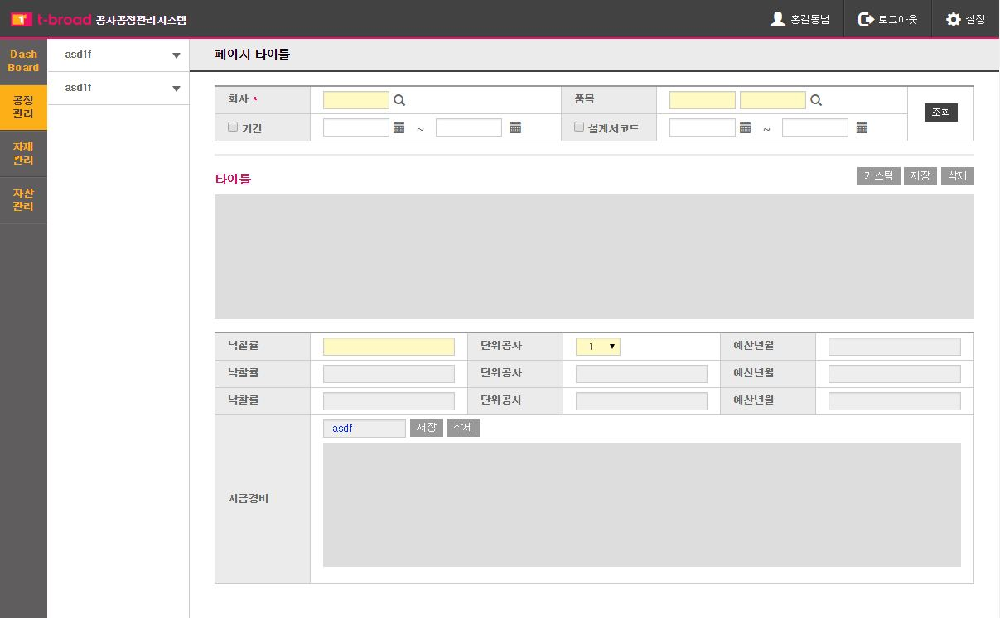 t-broad 공사공정관리시스템
홍길동님
로그아웃
설정
Dash
Board
공정
관리
자재
관리
자산
관리
asd1f
asd1f
페이지 타이틀
회사 *
품목
기간
~
설계서코드
~
조회
타이틀
커스텀
저장
삭제
낙찰률
단위공사
1
예산년월
낙찰률
단위공사
예산년월
낙찰률
단위공사
예산년월
시급경비
asdf
저장
삭제